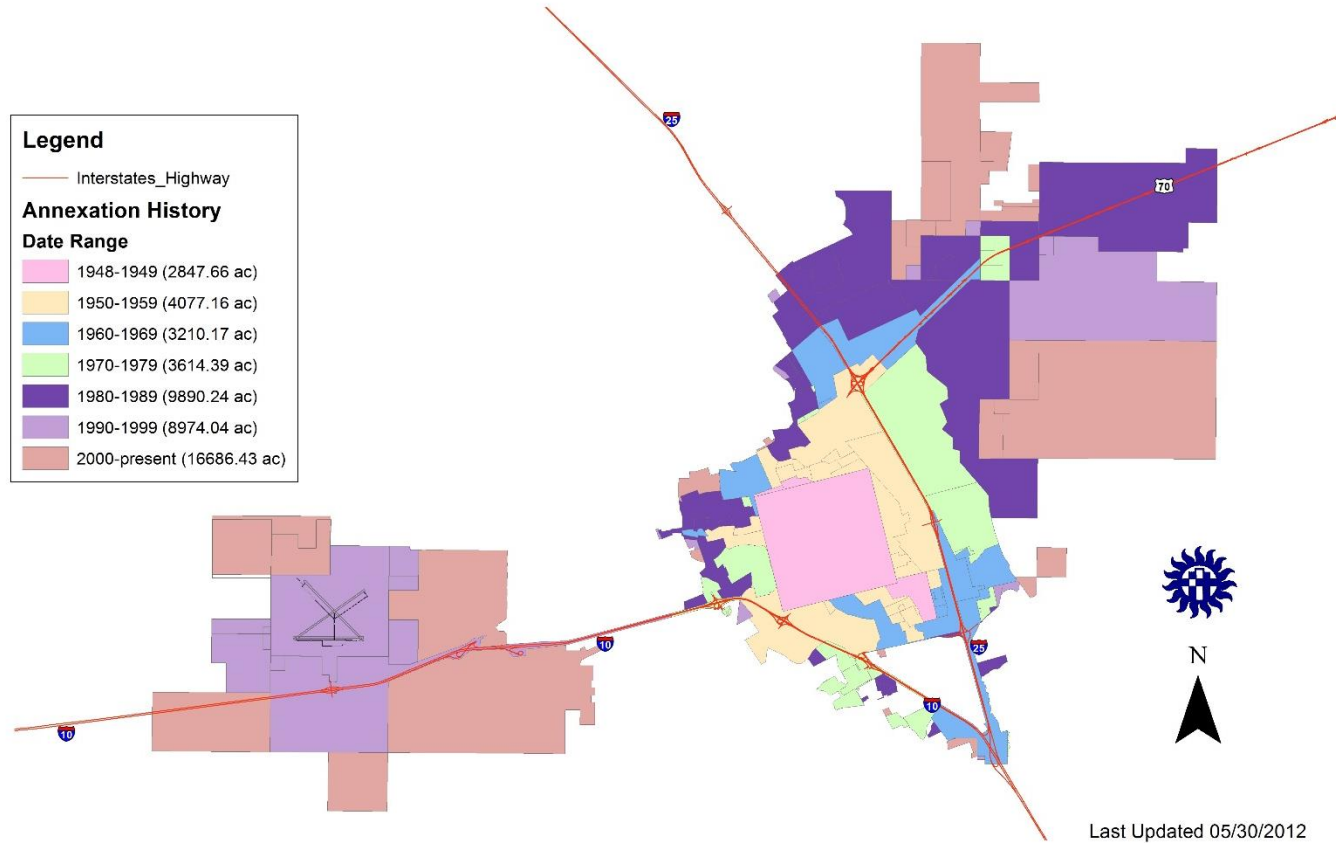 Legend
Interstates_Highway
Annexation History
Date Range
1948-1949 (2847.66 ac)
1950-1959 (4077.16 ac)
1960-1969 (3210.17 ac)
1970-1979 (3614.39 ac)
1980-1989 (9890.24 ac)
1990-1999 (8974.04 ac)
2000-present (16686.43 ac)
25
70
10
10
25
10
N
Last Updated 05/30/2012